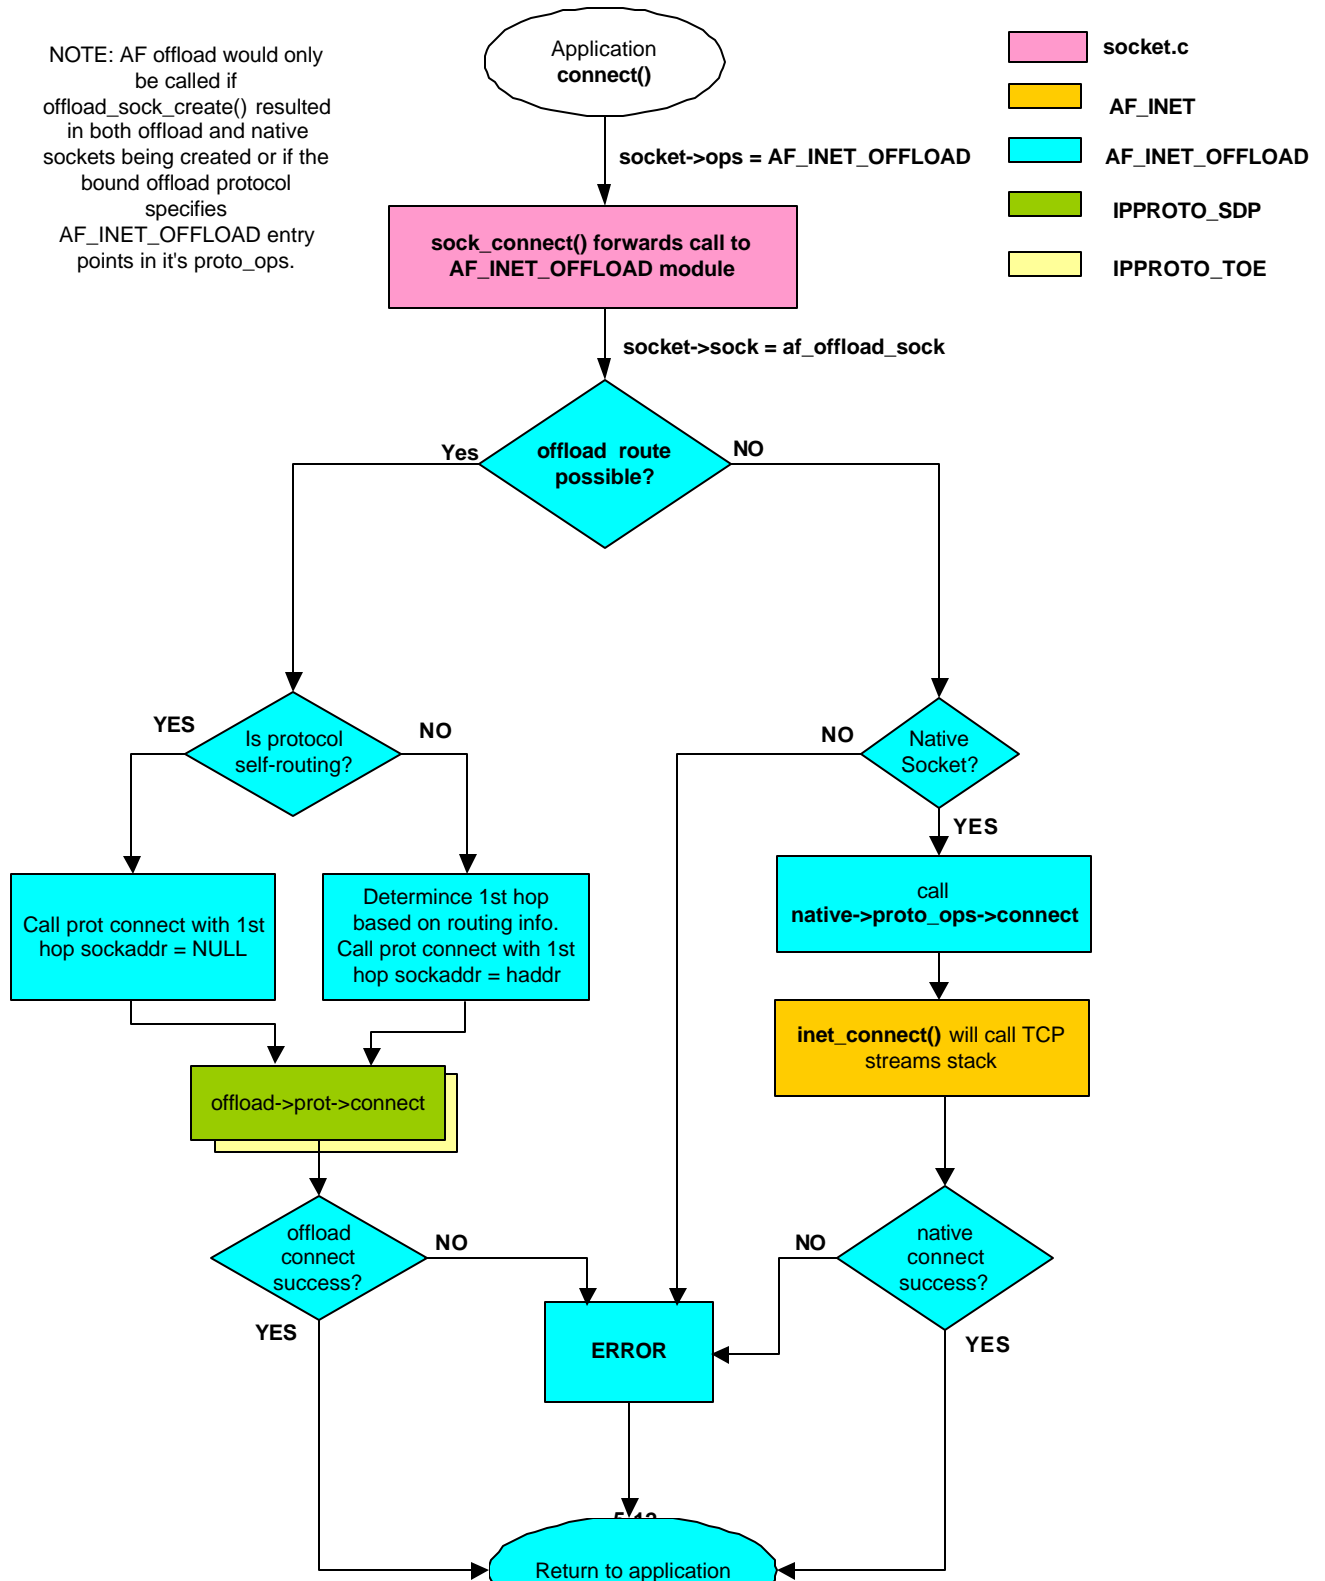 NOTE: AF offload would only
be called if
offload_sock_create() resulted
in both offload and native
sockets being created or if the
bound offload protocol
specifies
AF_INET_OFFLOAD entry
points in it's proto_ops.
Application
connect()
socket.c
AF_INET
AF_INET_OFFLOAD
IPPROTO_SDP
IPPROTO_TOE
socket->ops = AF_INET_OFFLOAD
sock_connect() forwards call to
AF_INET_OFFLOAD module
socket->sock = af_offload_sock
Yes
offload route
possible?
NO
YES
Is protocol
self-routing?
NO
NO
Native
Socket?
YES
Call prot connect with 1st
hop sockaddr = NULL
Determince 1st hop
based on routing info.
Call prot connect with 1st
hop sockaddr = haddr
call
native->proto_ops->connect
inet_connect() will call TCP
streams stack
offload->prot->connect
offload
connect
success?
NO
YES
NO
native
connect
success?
YES
ERROR
Return to application